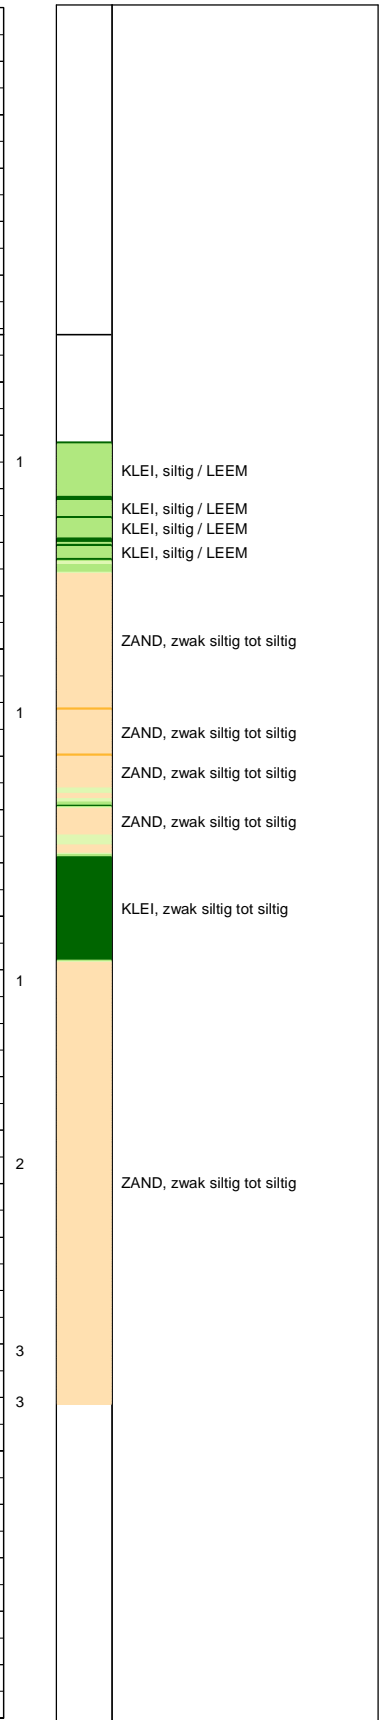 1
KLEI, siltig / LEEM
KLEI, siltig / LEEM
KLEI, siltig / LEEM
KLEI, siltig / LEEM
ZAND, zwak siltig tot siltig
1
ZAND, zwak siltig tot siltig
ZAND, zwak siltig tot siltig
ZAND, zwak siltig tot siltig
KLEI, zwak siltig tot siltig
1
2
ZAND, zwak siltig tot siltig
3
3